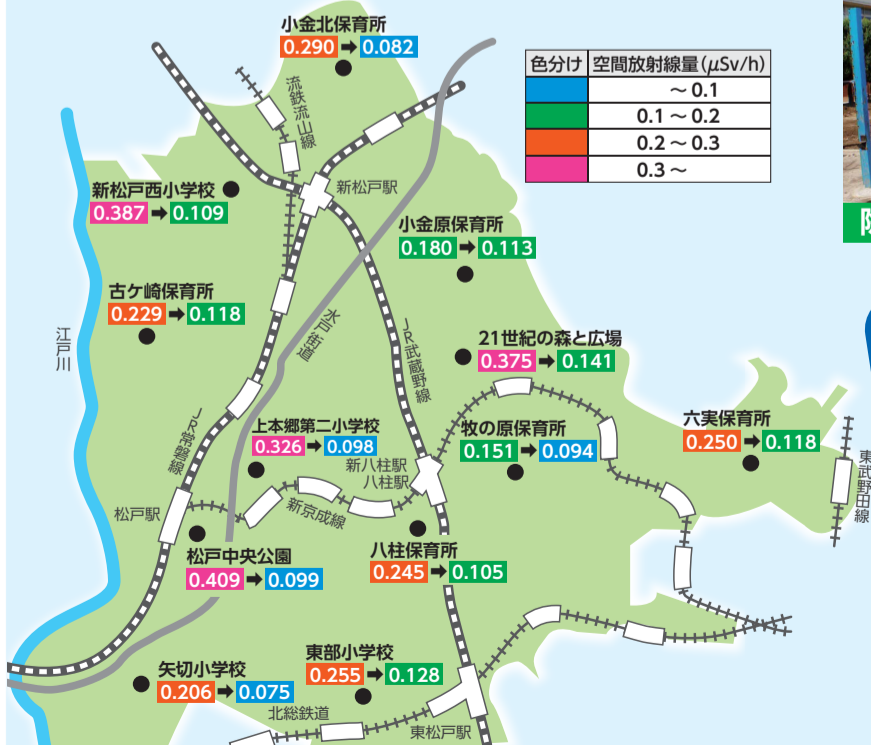 小金北保育所
0.290➡0.082
色分け 空間放射線量(μSv/h)
～0.1
0.1～0.2
0.2～0.3
0.3～
流鉄流山線
新松戸西小学校
0.387➡0.109
新松戸駅
小金原保育所
0.180➡0.113
古ケ崎保育所
0.229➡0.118
江戸川
水戸街道
JR武蔵野線
21世紀の森と広場
0.375➡0.141
JR常磐線
上本郷第二小学校
0.326➡0.098
新八柱駅
八柱駅
牧の原保育所
0.151➡0.094
六実保育所
0.250➡0.118
東武野田線
松戸駅
新京成線
松戸中央公園
0.409➡0.099
八柱保育所
0.245➡0.105
矢切小学校
0.206➡0.075
東部小学校
0.255➡0.128
北総鉄道
東松戸駅